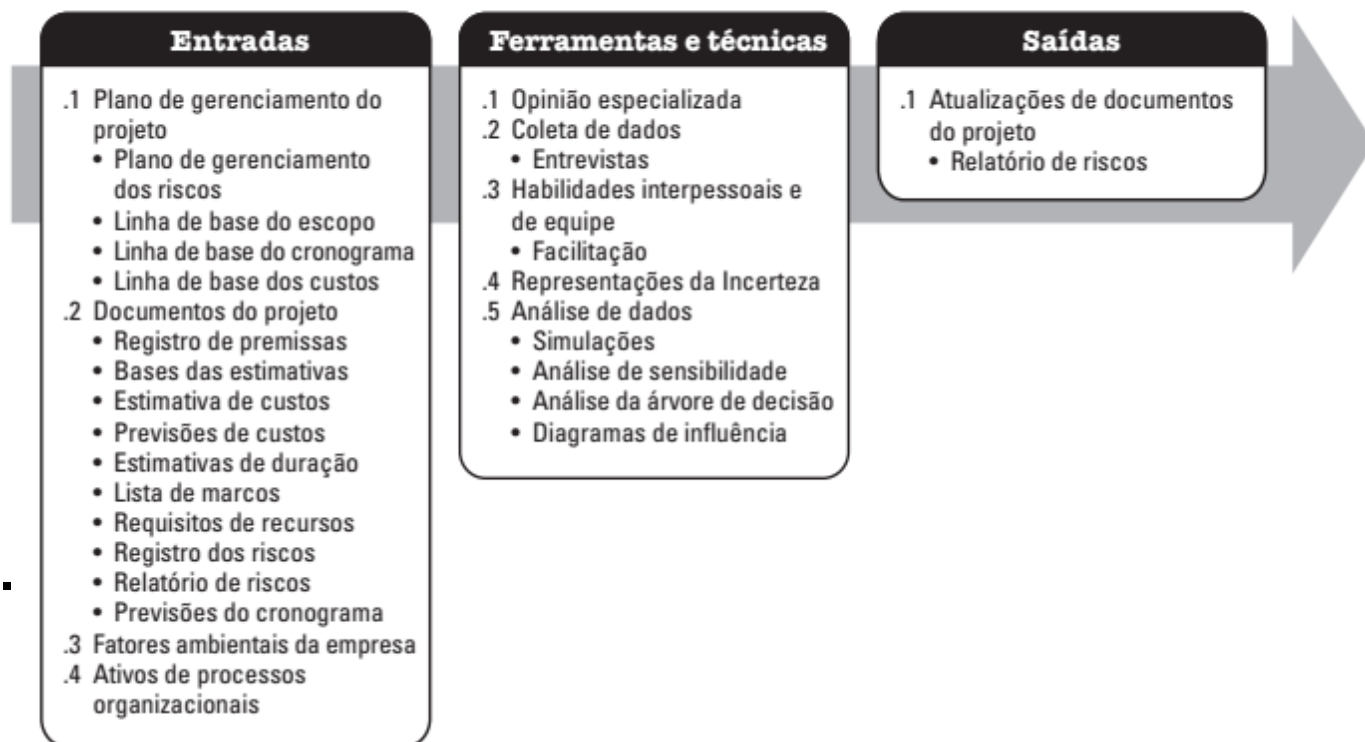 Entradas
.1 Plano de gerenciamento do
projeto
• Plano de gerenciamento
dos riscos
• Linha de base do escopo
• Linha de base do cronograma
• Linha de base dos custos
.2 Documentos do projeto
• Registro de premissas
• Bases das estimativas
• Estimativa de custos
• Previsões de custos
• Estimativas de duração
• Lista de marcos
• Requisitos de recursos
• Registro dos riscos
• Relatório de riscos
• Previsões do cronograma
.3 Fatores ambientais da empresa
.4 Ativos de processos
organizacionais
Ferramentas e técnicas
.1 Opinião especializada
.2 Coleta de dados
• Entrevistas
.3 Habilidades interpessoais e
de equipe
• Facilitação
.4 Representações da Incerteza
.5 Análise de dados
• Simulações
• Análise de sensibilidade
• Análise da árvore de decisão
• Diagramas de influência
Saídas
.1 Atualizações de documentos
do projeto
• Relatório de riscos